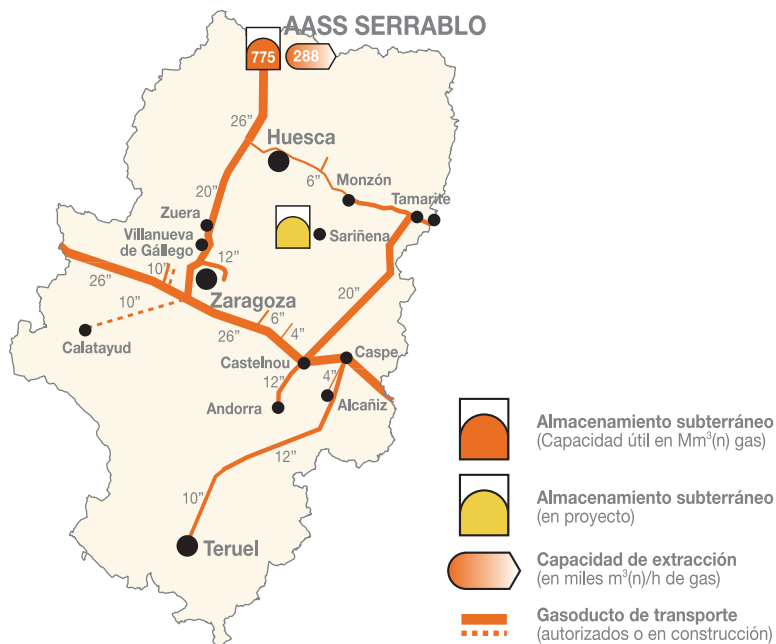 AASS SERRABLO
775
288
26”
Huesca
6”
Monzón
20”
Tamarite
Zuera
Villanueva
de Gállego
Sariñena
12”
10”
26”
Zaragoza
10”
20”
6”
26”
4”
Calatayud
Castelnou
Caspe
12”
4”
Andorra
Alcañiz
12”
10”
Teruel
Almacenamiento subterráneo
(Capacidad útil en Mm³(n) gas)
Almacenamiento subterráneo
(en proyecto)
Capacidad de extracción
(en miles m³(n)/h de gas)
Gasoducto de transporte
(autorizados o en construcción)